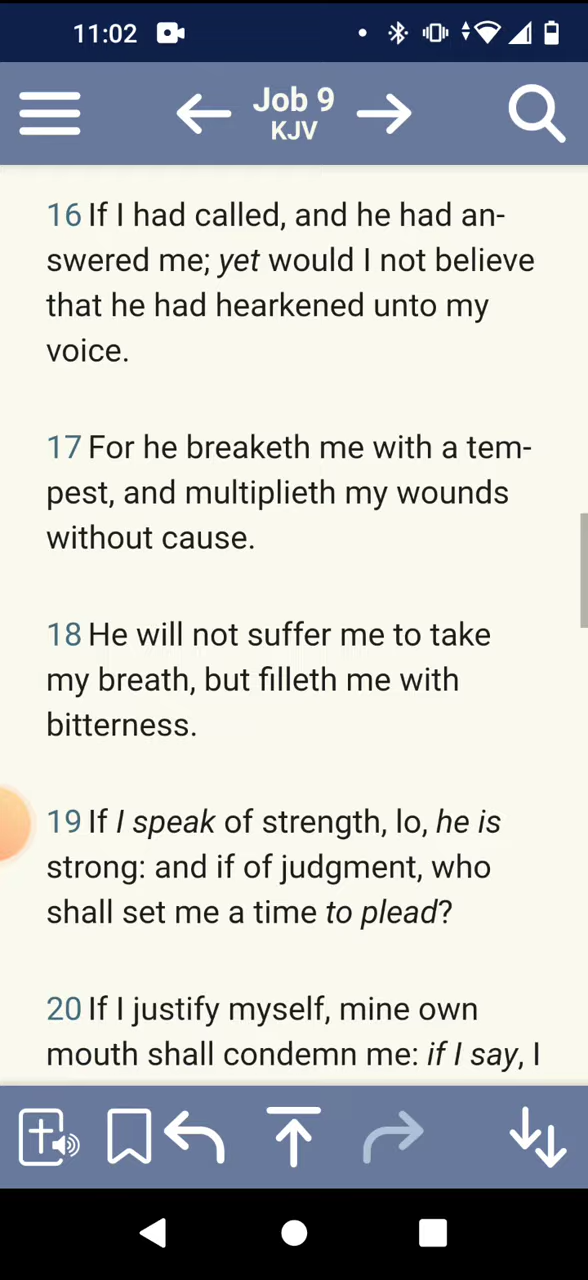 11:02
Job 9
KJV
16 If I had called, and he had an-
swered me; yet would I not believe
that he had hearkened unto my
voice.
17 For he breaketh me with a tem-
pest, and multiplieth my wounds
without cause.
18 He will not suffer me to take
my breath, but filleth me with
bitterness.
19 If I speak of strength, lo, he is
strong: and if of judgment, who
shall set me a time to plead?
20 If I justify myself, mine own
mouth shall condemn me: if I say, I